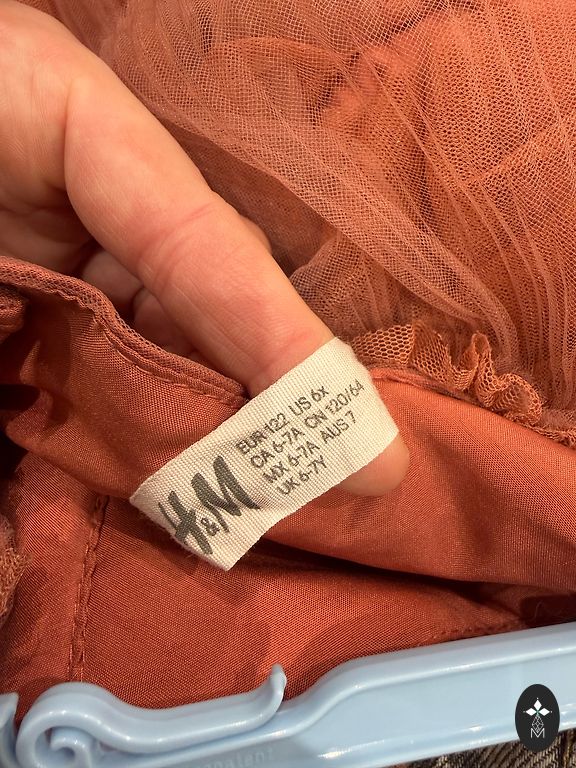 H&M
EUR 122 US 6X
CA 6-7A CN 120/64
MX 6-7A AUS 7
UK 6-7Y
M